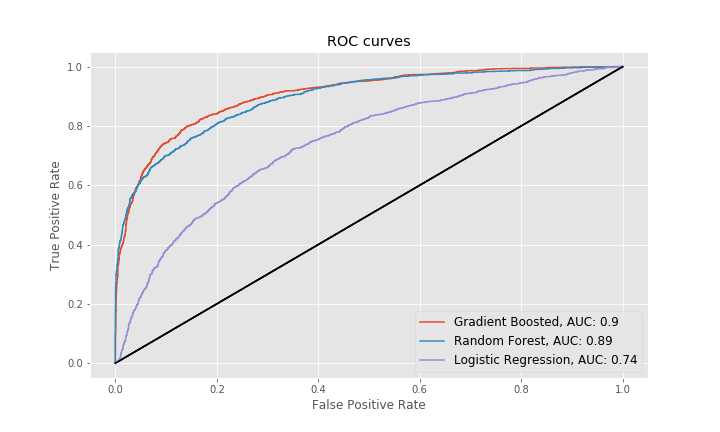 ROC curves
True Positive Rate
1.0
0.8
0.6
0.4
0.2
0.0
Gradient Boosted, AUC: 0.9
Random Forest, AUC: 0.89
Logistic Regression, AUC: 0.74
0.0 0.2 0.4 0.6 0.8 1.0
False Positive Rate